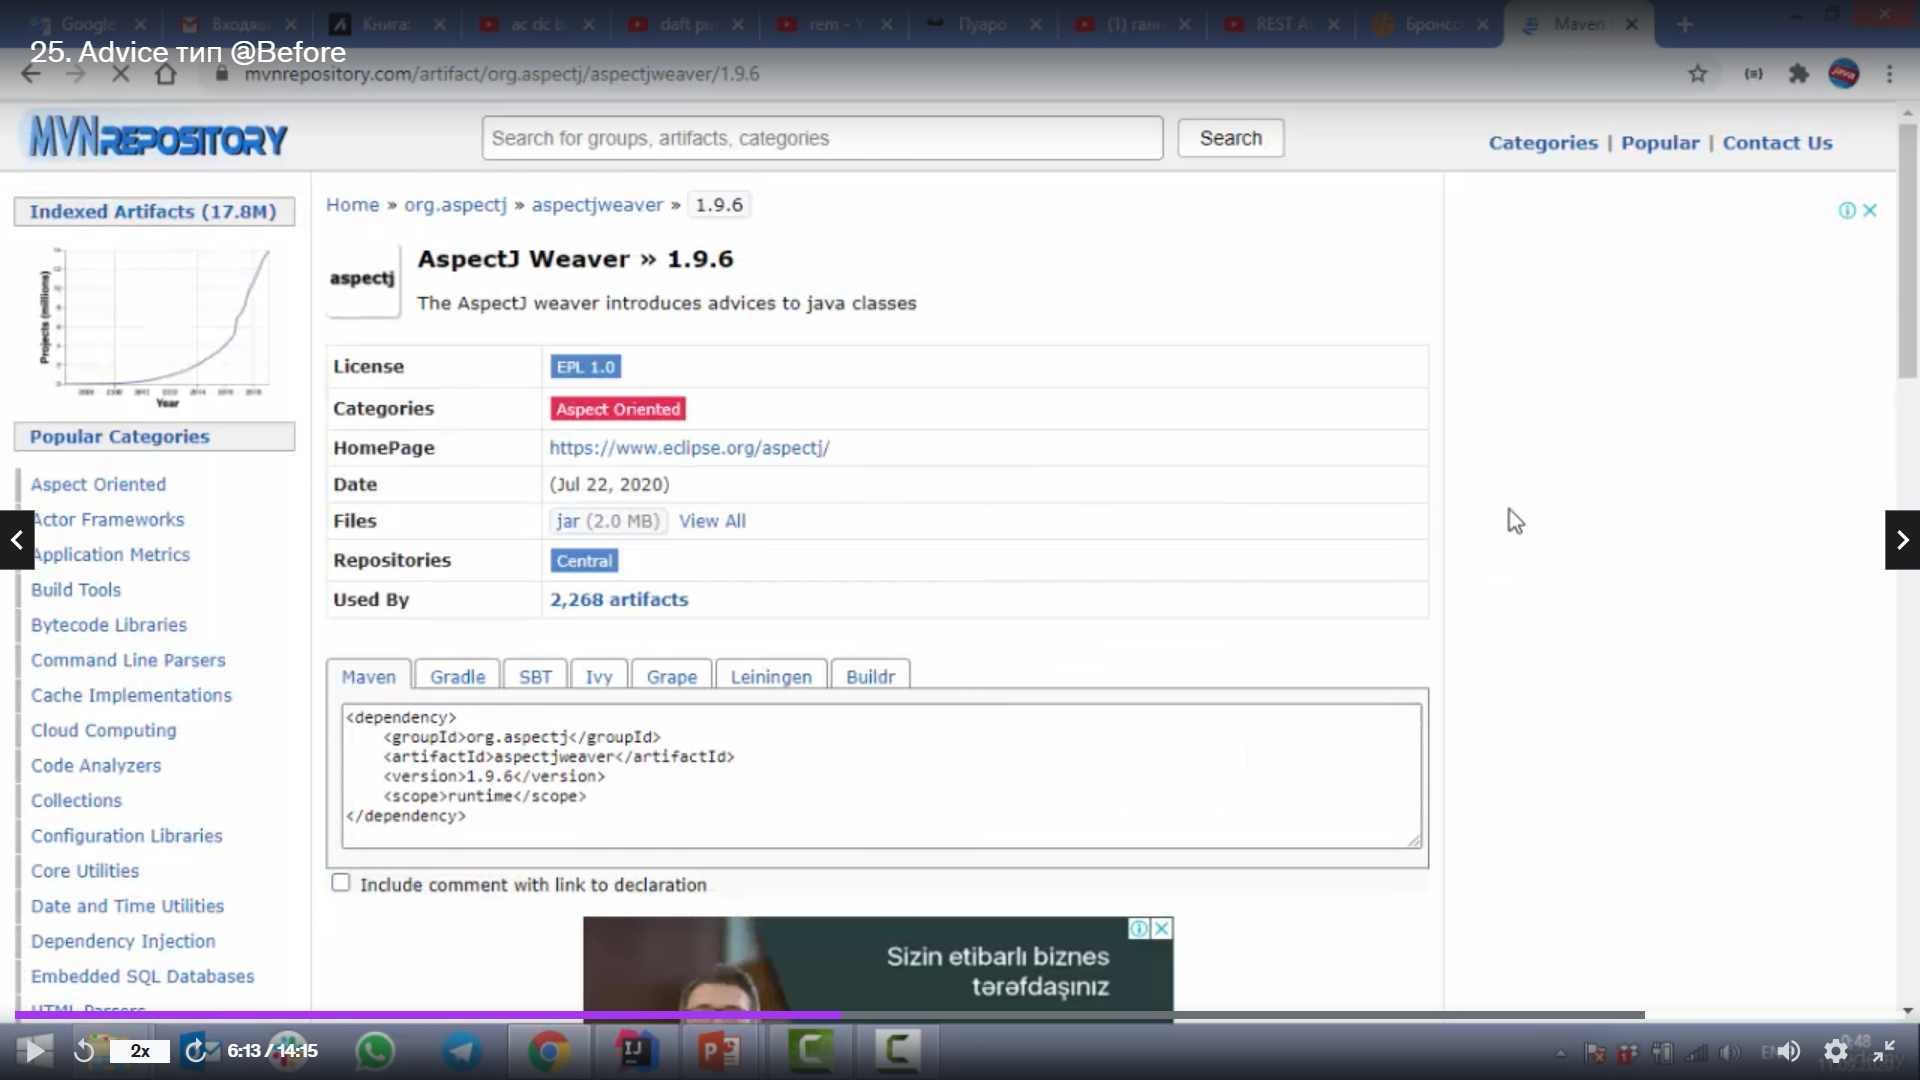 Google
Входящ
Книга:
ac dc b
daft pu
rem - Y
Пуаро
(1) ганн
REST A
Бронсо
Maven
25. Advice тип @Before
mvnrepository.com/artifact/org.aspectj/aspectjweaver/1.9.6
MVNREPOSITORY
Search for groups, artifacts, categories
Search
Categories | Popular | Contact Us
Indexed Artifacts (17.8M)
Projects (millions)
Year
Popular Categories
Aspect Oriented
Actor Frameworks
Application Metrics
Build Tools
Bytecode Libraries
Command Line Parsers
Cache Implementations
Cloud Computing
Code Analyzers
Collections
Configuration Libraries
Core Utilities
Date and Time Utilities
Dependency Injection
Embedded SQL Databases
HTML Parsers
Home » org.aspectj » aspectjweaver » 1.9.6
aspectj
AspectJ Weaver » 1.9.6
The AspectJ weaver introduces advices to java classes
License EPL 1.0
Categories Aspect Oriented
HomePage https://www.eclipse.org/aspectj/
Date (Jul 22, 2020)
Files jar (2.0 MB) View All
Repositories Central
Used By 2,268 artifacts
Maven Gradle SBT Ivy Grape Leiningen Buildr
<dependency>
<groupId>org.aspectj</groupId>
<artifactId>aspectjweaver</artifactId>
<version>1.9.6</version>
<scope>runtime</scope>
</dependency>
Include comment with link to declaration
Sizin etibarlı biznes
tərəfdaşınız
2x
6:13 / 14:15